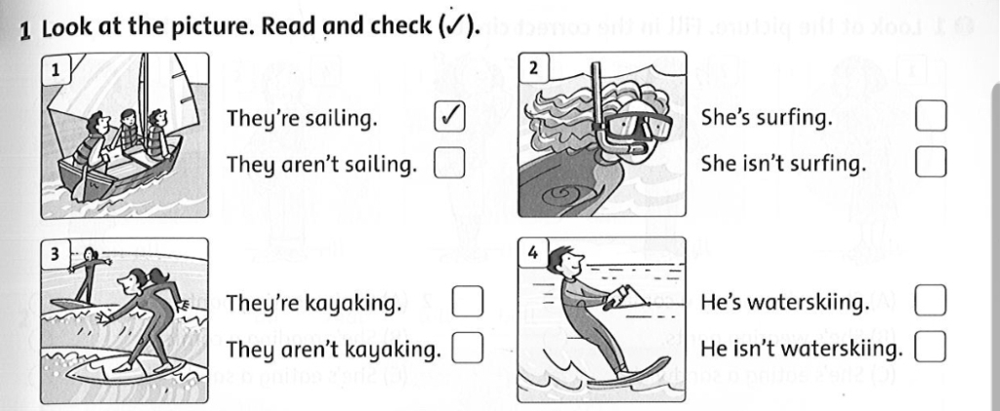 1 Look at the picture. Read and check (✓).
1
They're sailing. ✓
They aren't sailing.
2
She's surfing.
She isn't surfing.
3
They're kayaking.
They aren't kayaking.
4
He's waterskiing.
He isn't waterskiing.